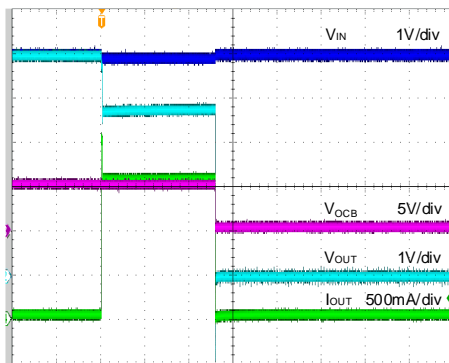 T
VIN 1V/div
VOCB 5V/div
VOUT 1V/div
IOUT 500mA/div